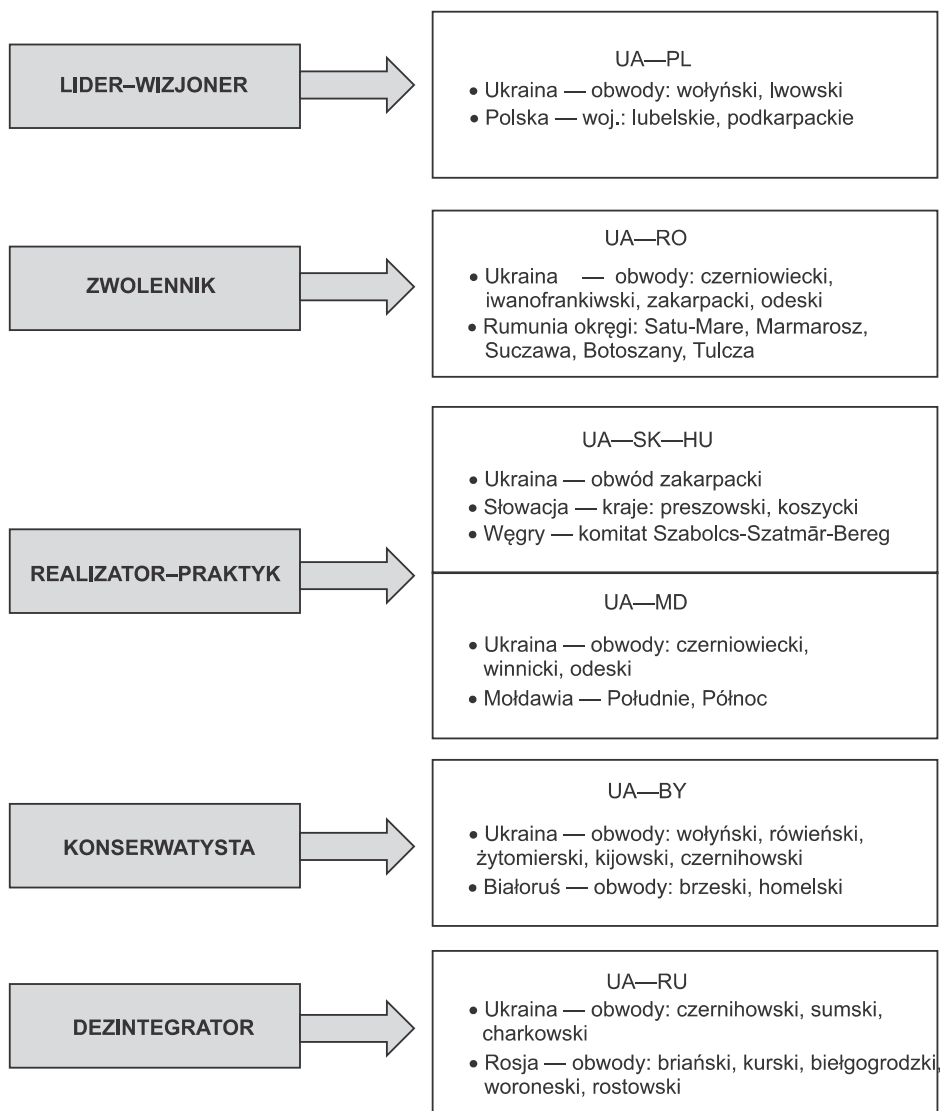 LIDER–WIZJONER
UA—PL
• Ukraina — obwody: wołyński, lwowski
• Polska — woj.: lubelskie, podkarpackie
ZWOLENNIK
UA—RO
• Ukraina — obwody: czerniowiecki,
iwanofrankiwski, zakarpacki, odeski
• Rumunia okręgi: Satu-Mare, Marmarosz,
Suczawa, Botoszany, Tulcza
REALIZATOR–PRAKTYK
UA—SK—HU
• Ukraina — obwód zakarpacki
• Słowacja — kraje: preszowski, koszycki
• Węgry — komitat Szabolcs-Szatmār-Bereg
UA—MD
• Ukraina — obwody: czerniowiecki,
winnicki, odeski
• Mołdawia — Południe, Północ
KONSERWATYSTA
UA—BY
• Ukraina — obwody: wołyński, rówieński,
żytomierski, kijowski, czernihowski
• Białoruś — obwody: brzeski, homelski
DEZINTEGRATOR
UA—RU
• Ukraina — obwody: czernihowski, sumski,
charkowski
• Rosja — obwody: briański, kurski, biełgogrodzki,
woroneski, rostowski